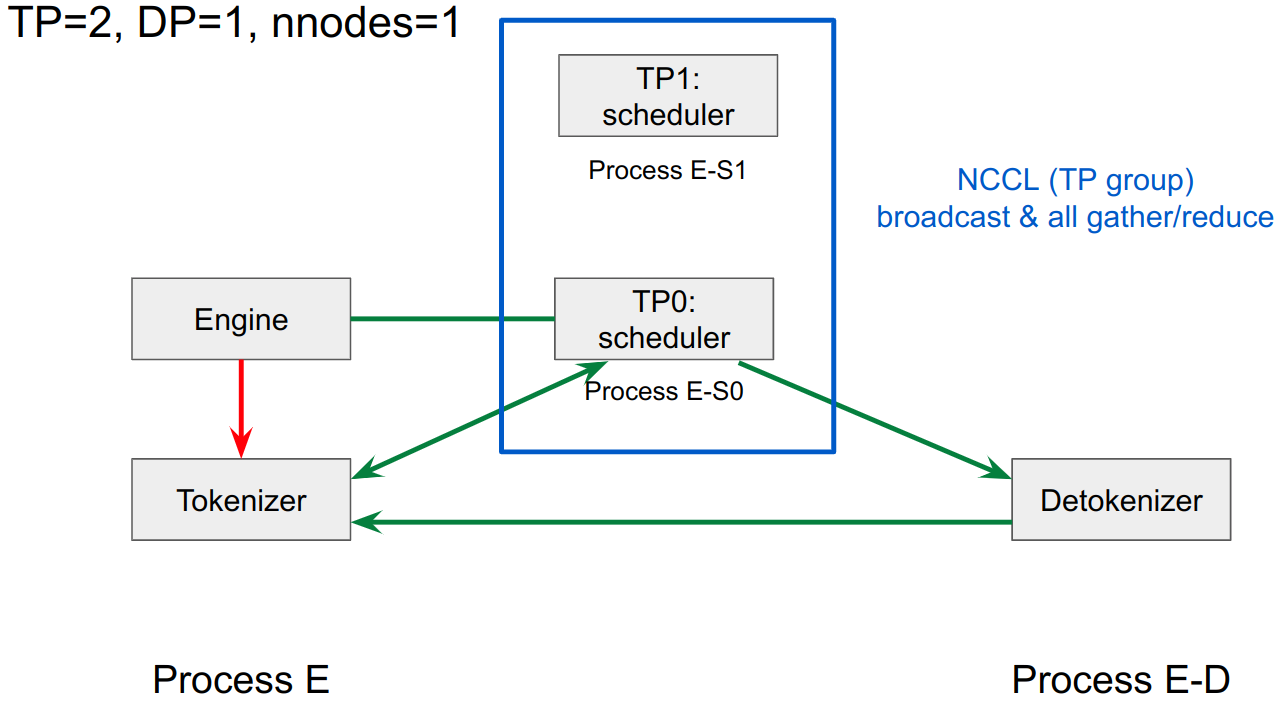 TP=2, DP=1, nnodes=1
TP1:
scheduler
Process E-S1
NCCL (TP group)
broadcast & all gather/reduce
Engine
TP0:
scheduler
Process E-S0
Tokenizer
Detokenizer
Process E
Process E-D